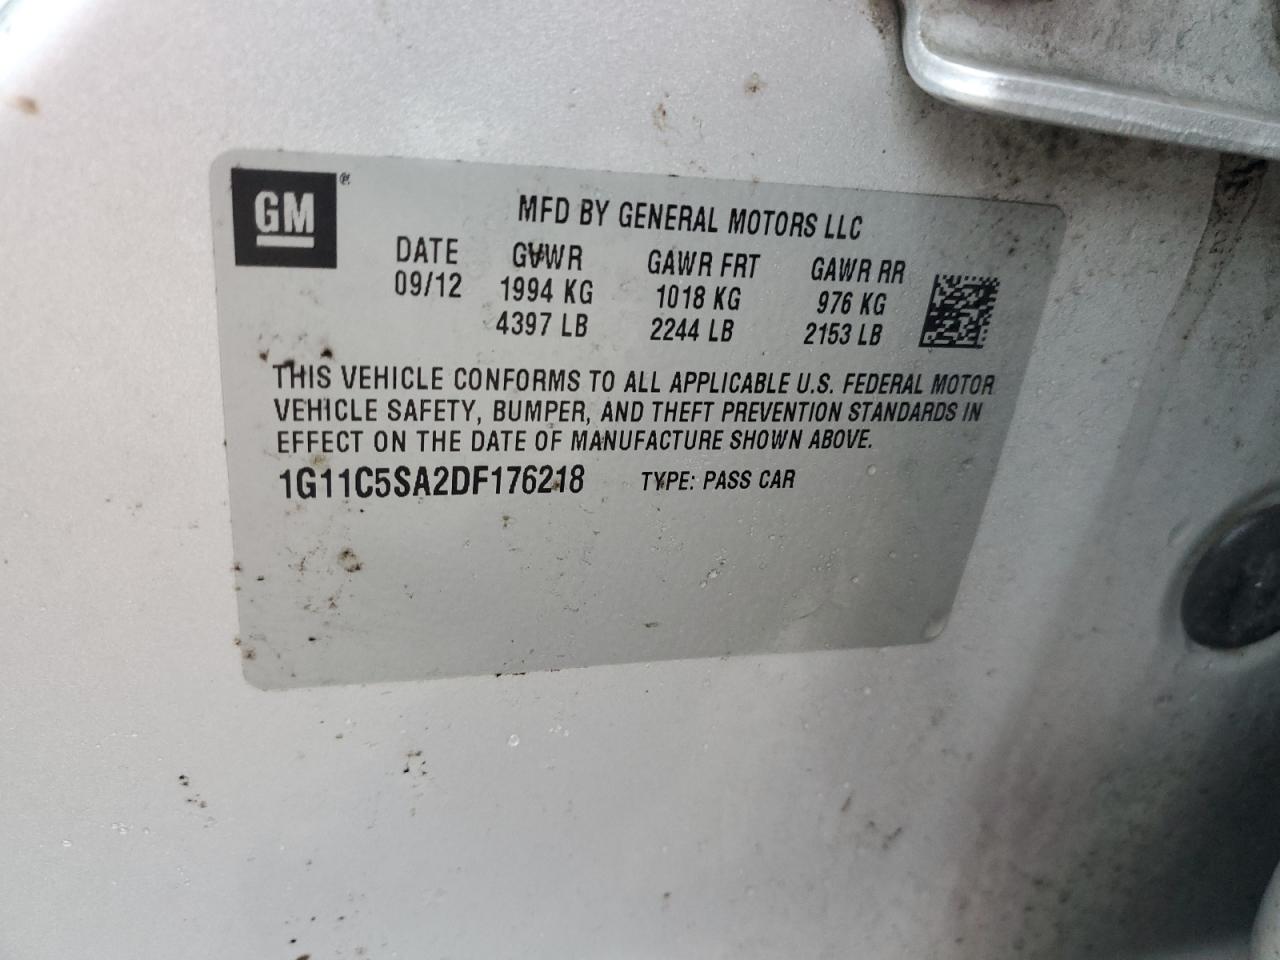 GM®
MFD BY GENERAL MOTORS LLC
DATE GVWR GAWR FRT GAWR RR
09/12 1994 KG 1018 KG 976 KG
4397 LB 2244 LB 2153 LB
THIS VEHICLE CONFORMS TO ALL APPLICABLE U.S. FEDERAL MOTOR
VEHICLE SAFETY, BUMPER, AND THEFT PREVENTION STANDARDS IN
EFFECT ON THE DATE OF MANUFACTURE SHOWN ABOVE.
1G11C5SA2DF176218 TYPE: PASS CAR